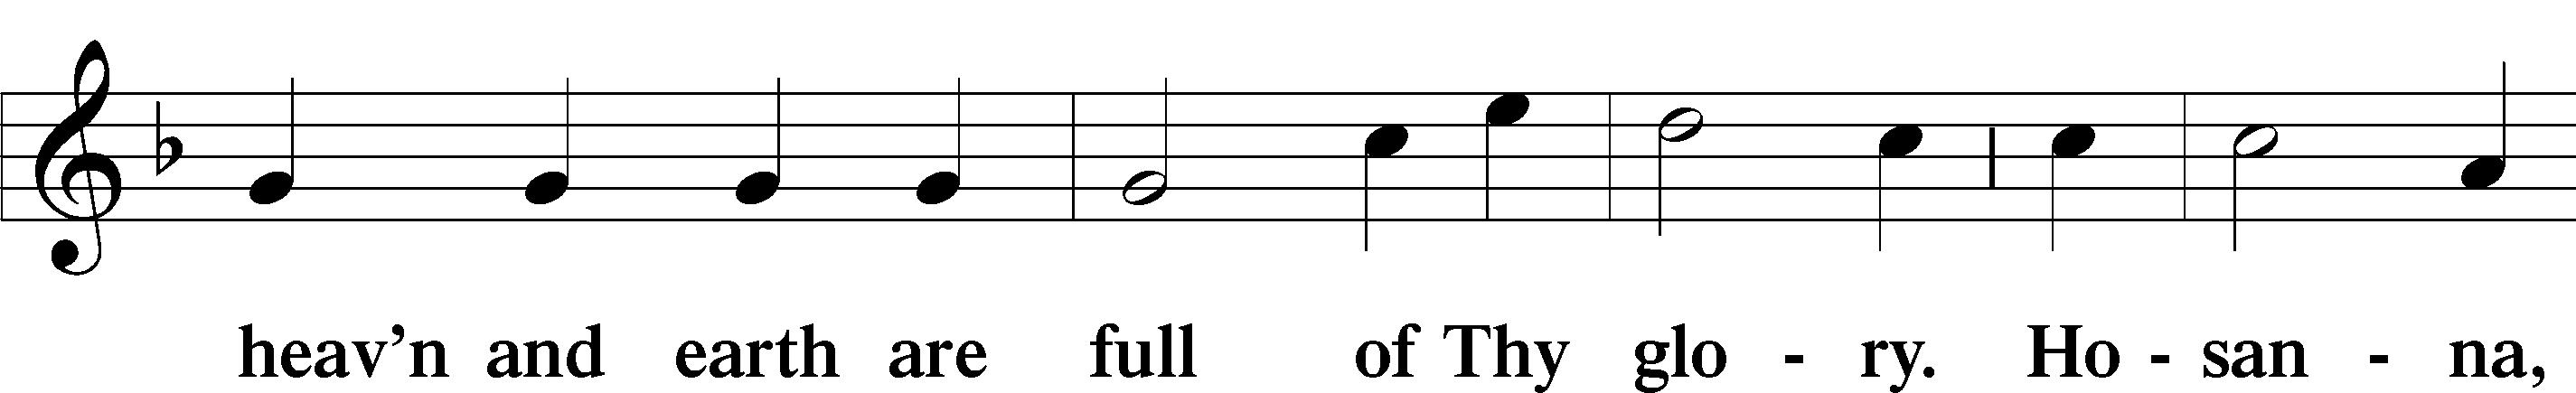 heav’n and earth are full of Thy glo - ry. Ho - san - na,